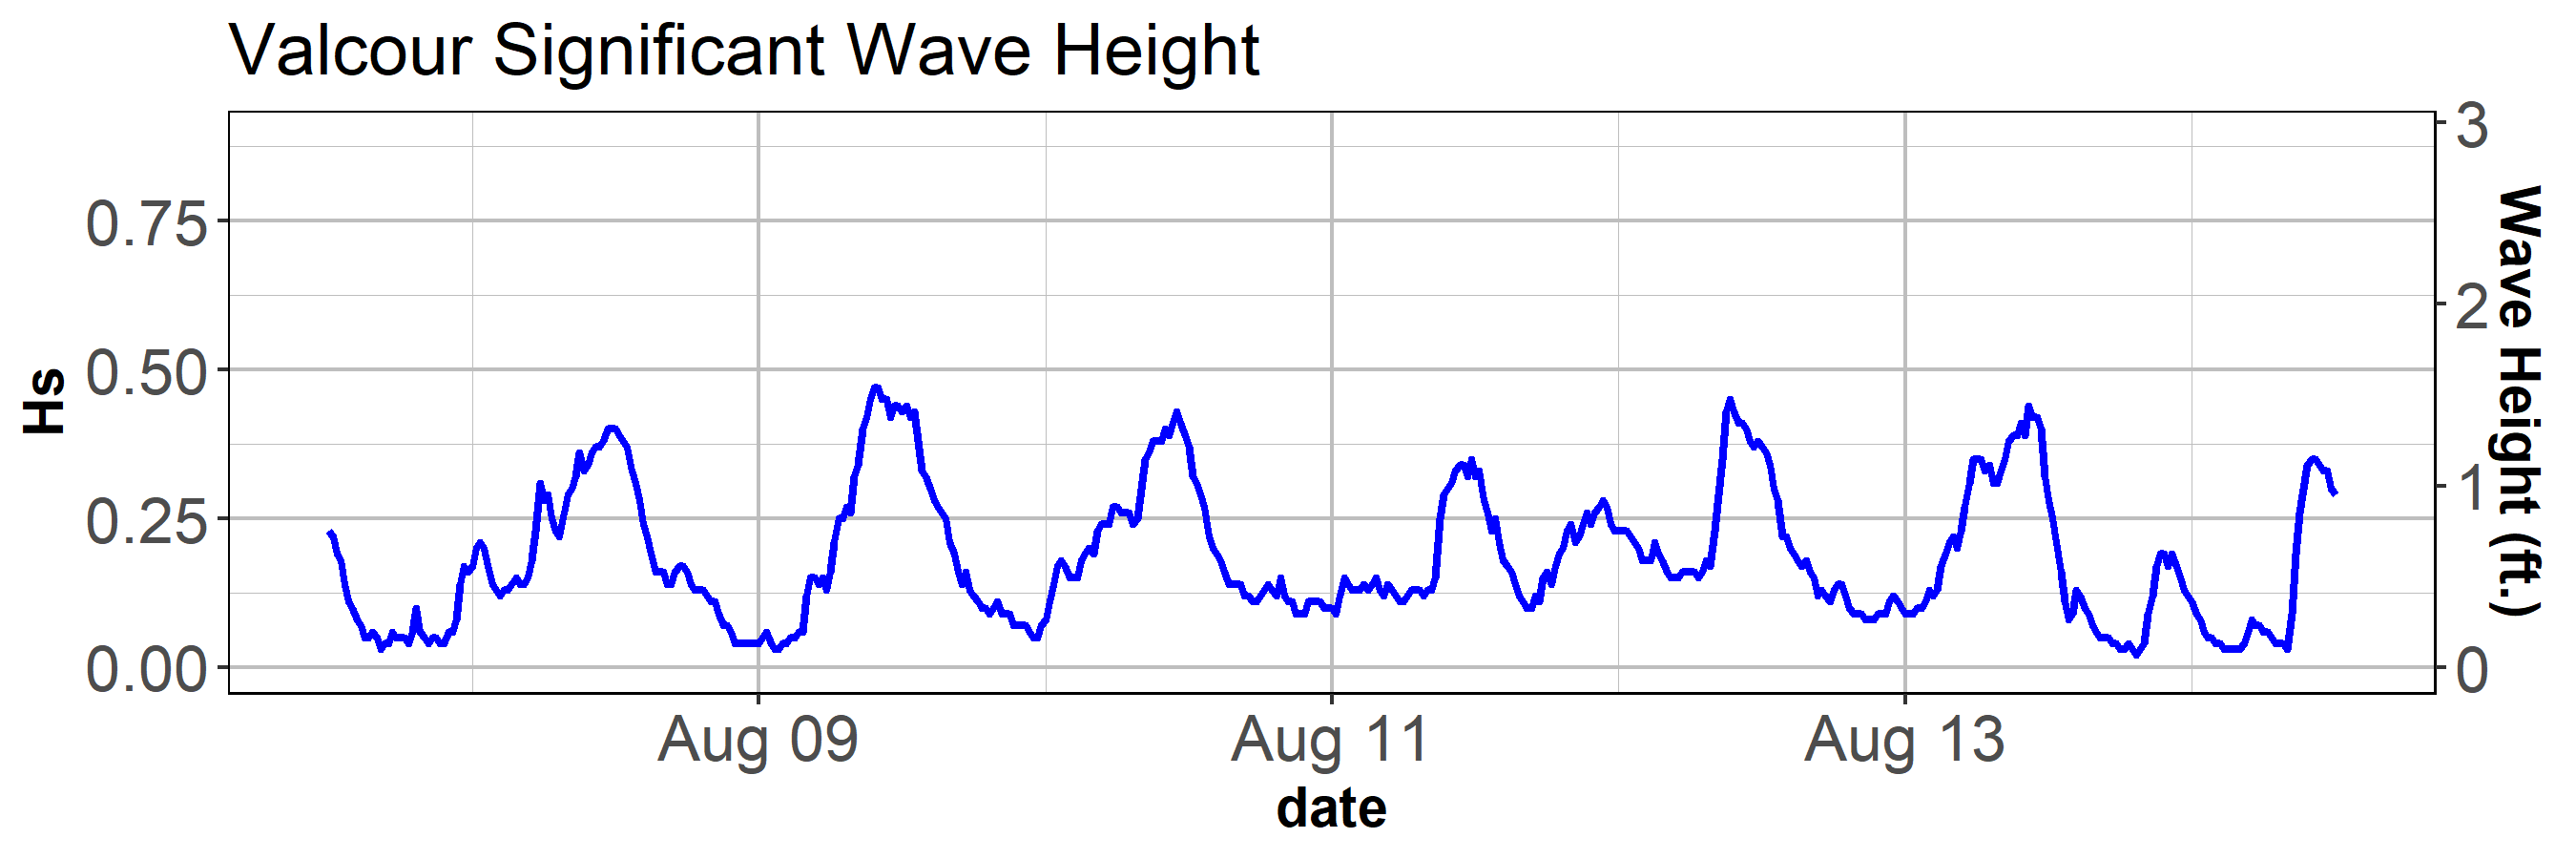 Valcour Significant Wave Height
Hs
0.75
0.50
0.25
0.00
3
2
1
0
Wave Height (ft.)
Aug 09
Aug 11
Aug 13
date